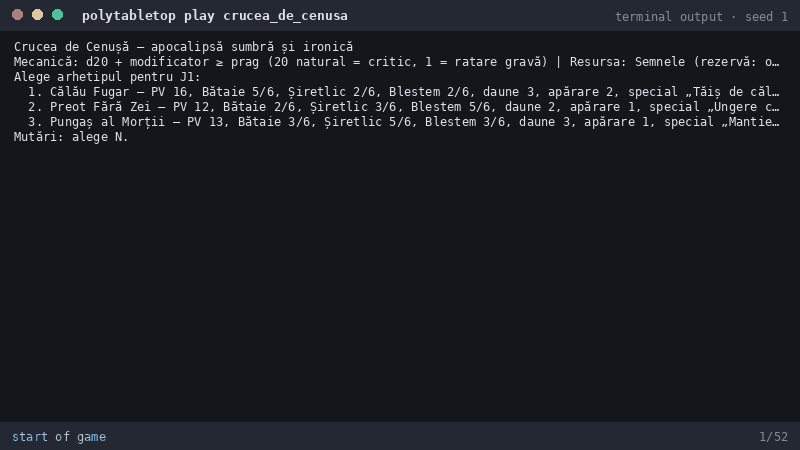 polytabletop play crucea_de_cenusa
terminal output · seed 1
Crucea de Cenușă — apocalipsă sumbră și ironică
Mecanică: d20 + modificator ≥ prag (20 natural = critic, 1 = ratare gravă) | Resursa: Semnele (rezervă: o…
Alege arhetipul pentru J1:
1. Călău Fugar — PV 16, Bătaie 5/6, Șiretlic 2/6, Blestem 2/6, daune 3, apărare 2, special „Tăiș de căl…
2. Preot Fără Zei — PV 12, Bătaie 2/6, Șiretlic 3/6, Blestem 5/6, daune 2, apărare 1, special „Ungere c…
3. Pungaș al Morții — PV 13, Bătaie 3/6, Șiretlic 5/6, Blestem 3/6, daune 3, apărare 1, special „Mantie…
Mutări: alege N.
start of game
1/52